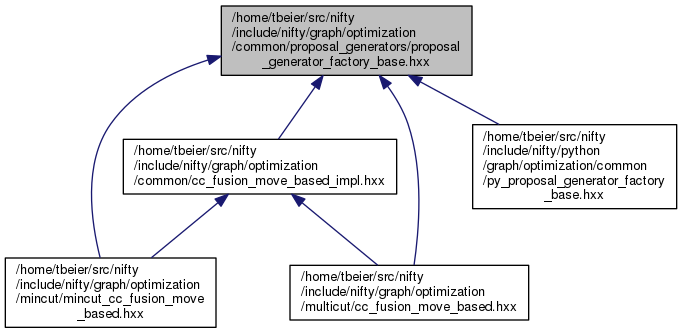 /home/tbeier/src/nifty
/include/nifty/graph/optimization
/common/proposal_generators/proposal
_generator_factory_base.hxx
/home/tbeier/src/nifty
/include/nifty/graph/optimization
/common/cc_fusion_move_based_impl.hxx
/home/tbeier/src/nifty
/include/nifty/python
/graph/optimization/common
/py_proposal_generator_factory
_base.hxx
/home/tbeier/src/nifty
/include/nifty/graph/optimization
/mincut/mincut_cc_fusion_move
_based.hxx
/home/tbeier/src/nifty
/include/nifty/graph/optimization
/multicut/cc_fusion_move_based.hxx